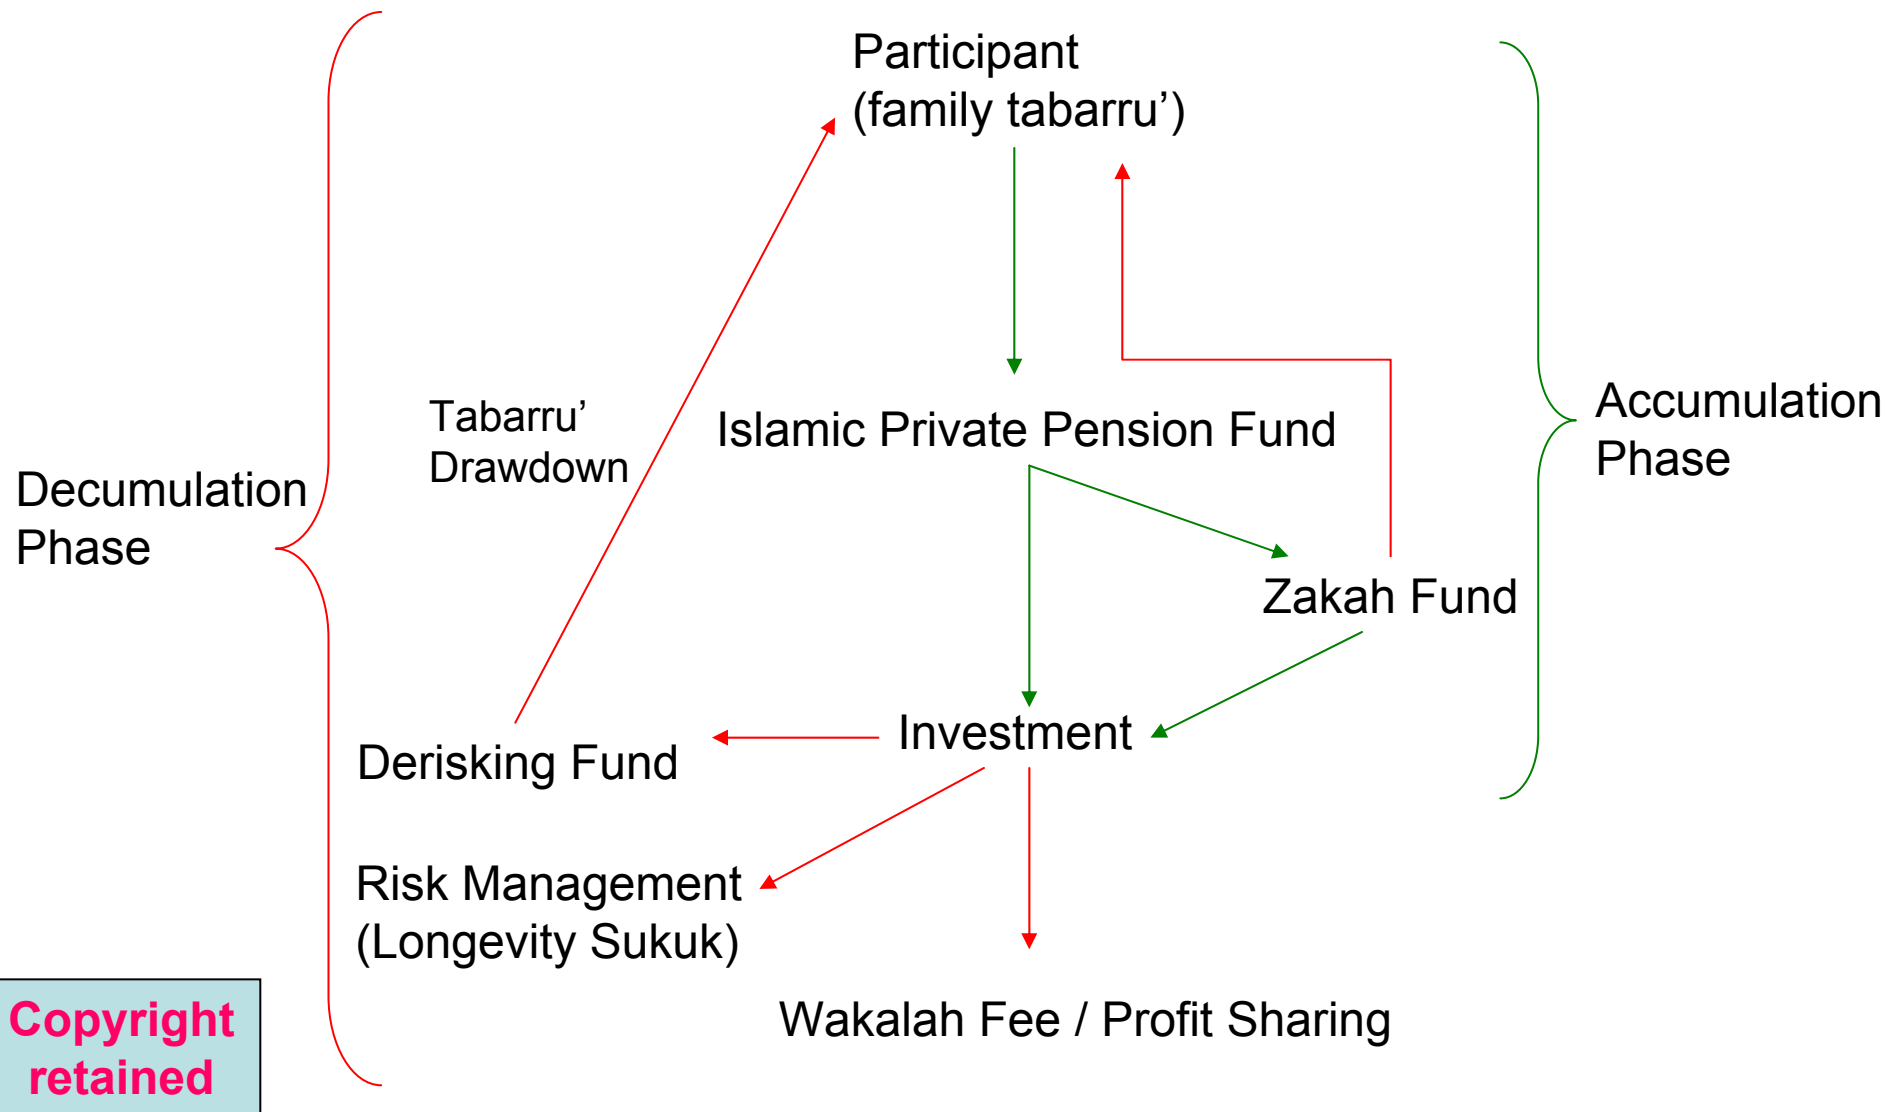 Participant
(family tabarru’)
Tabarru’
Drawdown
Islamic Private Pension Fund
Accumulation
Phase
Decumulation
Phase
Zakah Fund
Investment
Derisking Fund
Risk Management
(Longevity Sukuk)
Wakalah Fee / Profit Sharing
Copyright
retained